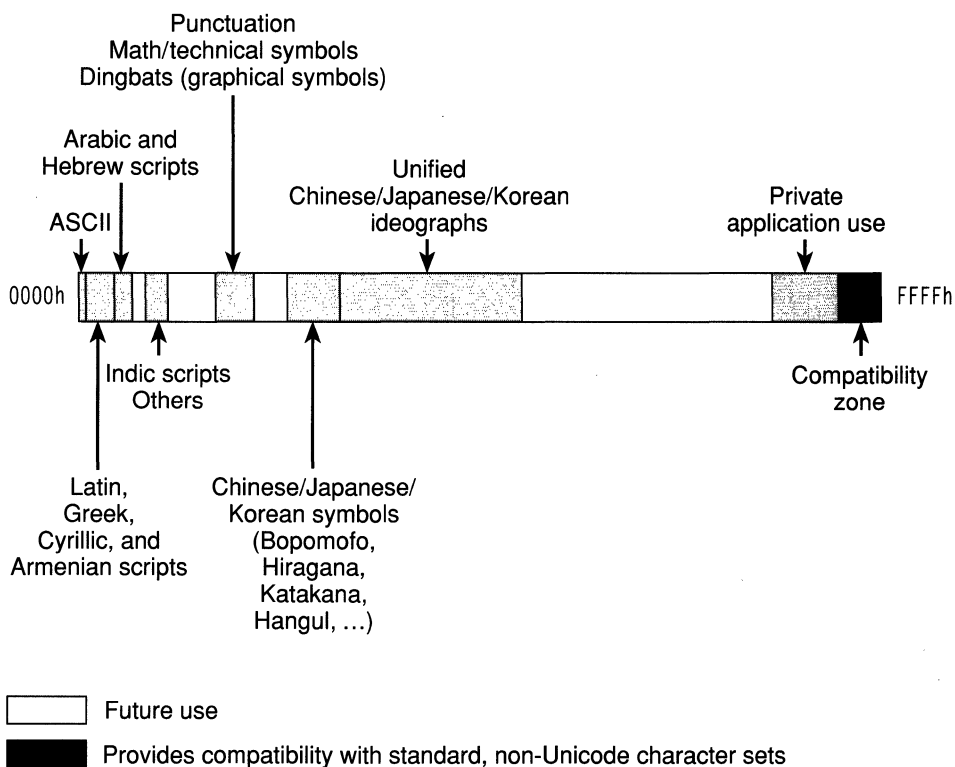 Punctuation
Math/technical symbols
Dingbats (graphical symbols)
Arabic and
Hebrew scripts
Unified
Chinese/Japanese/Korean
ideographs
Private
application use
ASCII
0000h
FFFFh
Indic scripts
Others
Compatibility
zone
Latin,
Greek,
Cyrillic, and
Armenian scripts
Chinese/Japanese/
Korean symbols
(Bopomofo,
Hiragana,
Katakana,
Hangul, ...)
Future use
Provides compatibility with standard, non-Unicode character sets